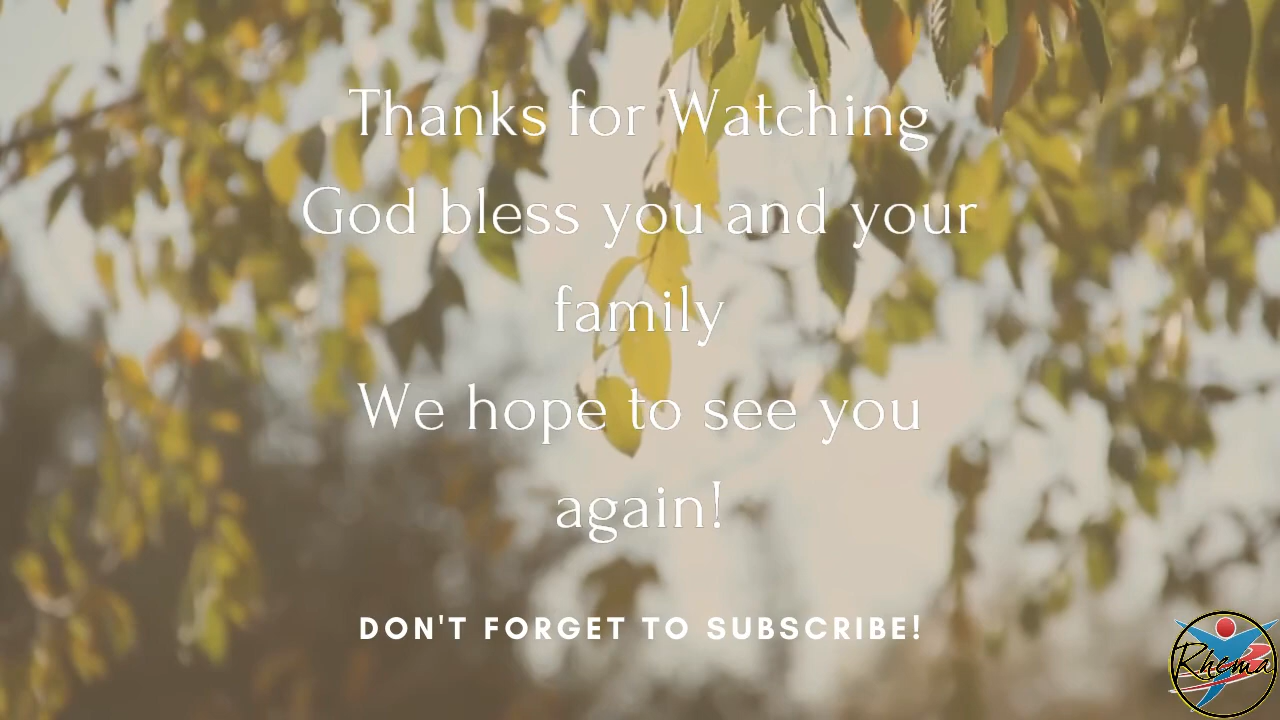 Thanks for Watching
God bless you and your
family
We hope to see you
again!
DON'T FORGET TO SUBSCRIBE!
Rhema